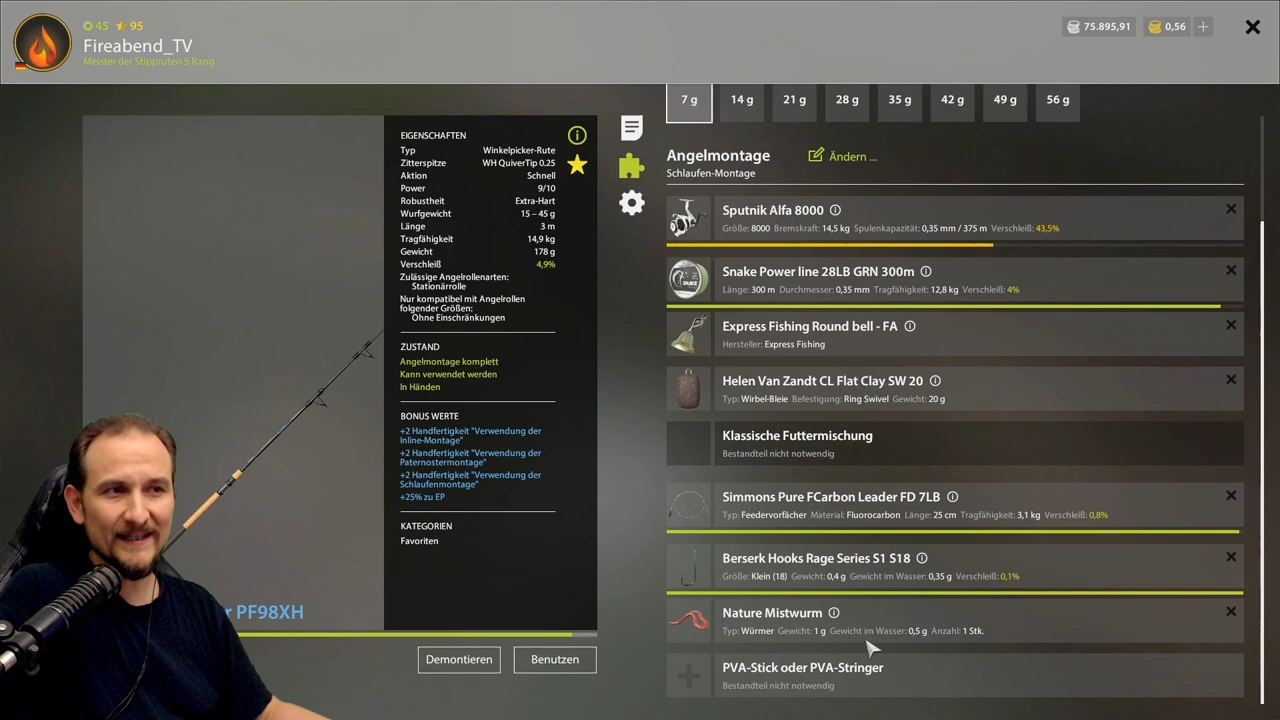 45 95
Fireabend_TV
Meister der Stippruten 5 Rang
75.895,91
0,56
7 g
14 g
21 g
28 g
35 g
42 g
49 g
56 g
EIGENSCHAFTEN
Typ Winkelpicker-Rute
Zitterspitze WH QuiverTip 0.25
Aktion Schnell
Power 9/10
Robustheit Extra-Hart
Wurfgewicht 15 – 45 g
Länge 3 m
Tragfähigkeit 14,9 kg
Gewicht 178 g
Verschleiß 4,9%
Zulässige Angelrollenarten:
Stationärrolle
Nur kompatibel mit Angelrollen
folgender Größen:
Ohne Einschränkungen
ZUSTAND
Angelmontage komplett
Kann verwendet werden
In Händen
BONUS WERTE
+2 Handfertigkeit "Verwendung der
Inline-Montage"
+2 Handfertigkeit "Verwendung der
Paternostermontage"
+2 Handfertigkeit "Verwendung der
Schlaufenmontage"
+25% zu EP
KATEGORIEN
Favoriten
PF98XH
Demontieren
Benutzen
Angelmontage
Ändern ...
Schlaufen-Montage
Sputnik Alfa 8000
Größe: 8000 Bremskraft: 14,5 kg Spulenkapazität: 0,35 mm / 375 m Verschleiß: 43,5%
Snake Power line 28LB GRN 300m
Länge: 300 m Durchmesser: 0,35 mm Tragfähigkeit: 12,8 kg Verschleiß: 4%
Express Fishing Round bell - FA
Hersteller: Express Fishing
Helen Van Zandt CL Flat Clay SW 20
Typ: Wirbel-Bleie Befestigung: Ring Swivel Gewicht: 20 g
Klassische Futtermischung
Bestandteil nicht notwendig
Simmons Pure FCarbon Leader FD 7LB
Typ: Feedervorfächer Material: Fluorocarbon Länge: 25 cm Tragfähigkeit: 3,1 kg Verschleiß: 0,8%
Berserk Hooks Rage Series S1 S18
Größe: Klein (18) Gewicht: 0,4 g Gewicht im Wasser: 0,35 g Verschleiß: 0,1%
Nature Mistwurm
Typ: Würmer Gewicht: 1 g Gewicht im Wasser: 0,5 g Anzahl: 1 Stk.
PVA-Stick oder PVA-Stringer
Bestandteil nicht notwendig